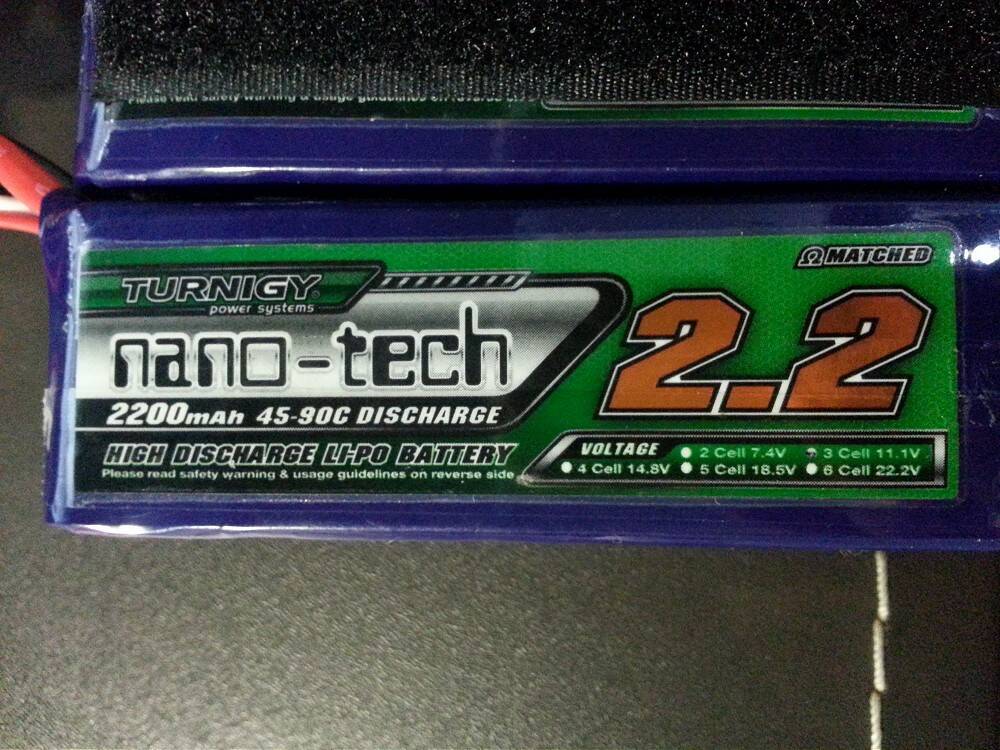 Please read safety warning & usage guidelines on reverse
Ω MATCHED
TURNIGY®
power systems
nano-tech
2.2
2200mAh 45-90C DISCHARGE
HIGH DISCHARGE LI-PO BATTERY
Please read safety warning & usage guidelines on reverse side
VOLTAGE 2 Cell 7.4V 3 Cell 11.1V
4 Cell 14.8V 5 Cell 18.5V 6 Cell 22.2V